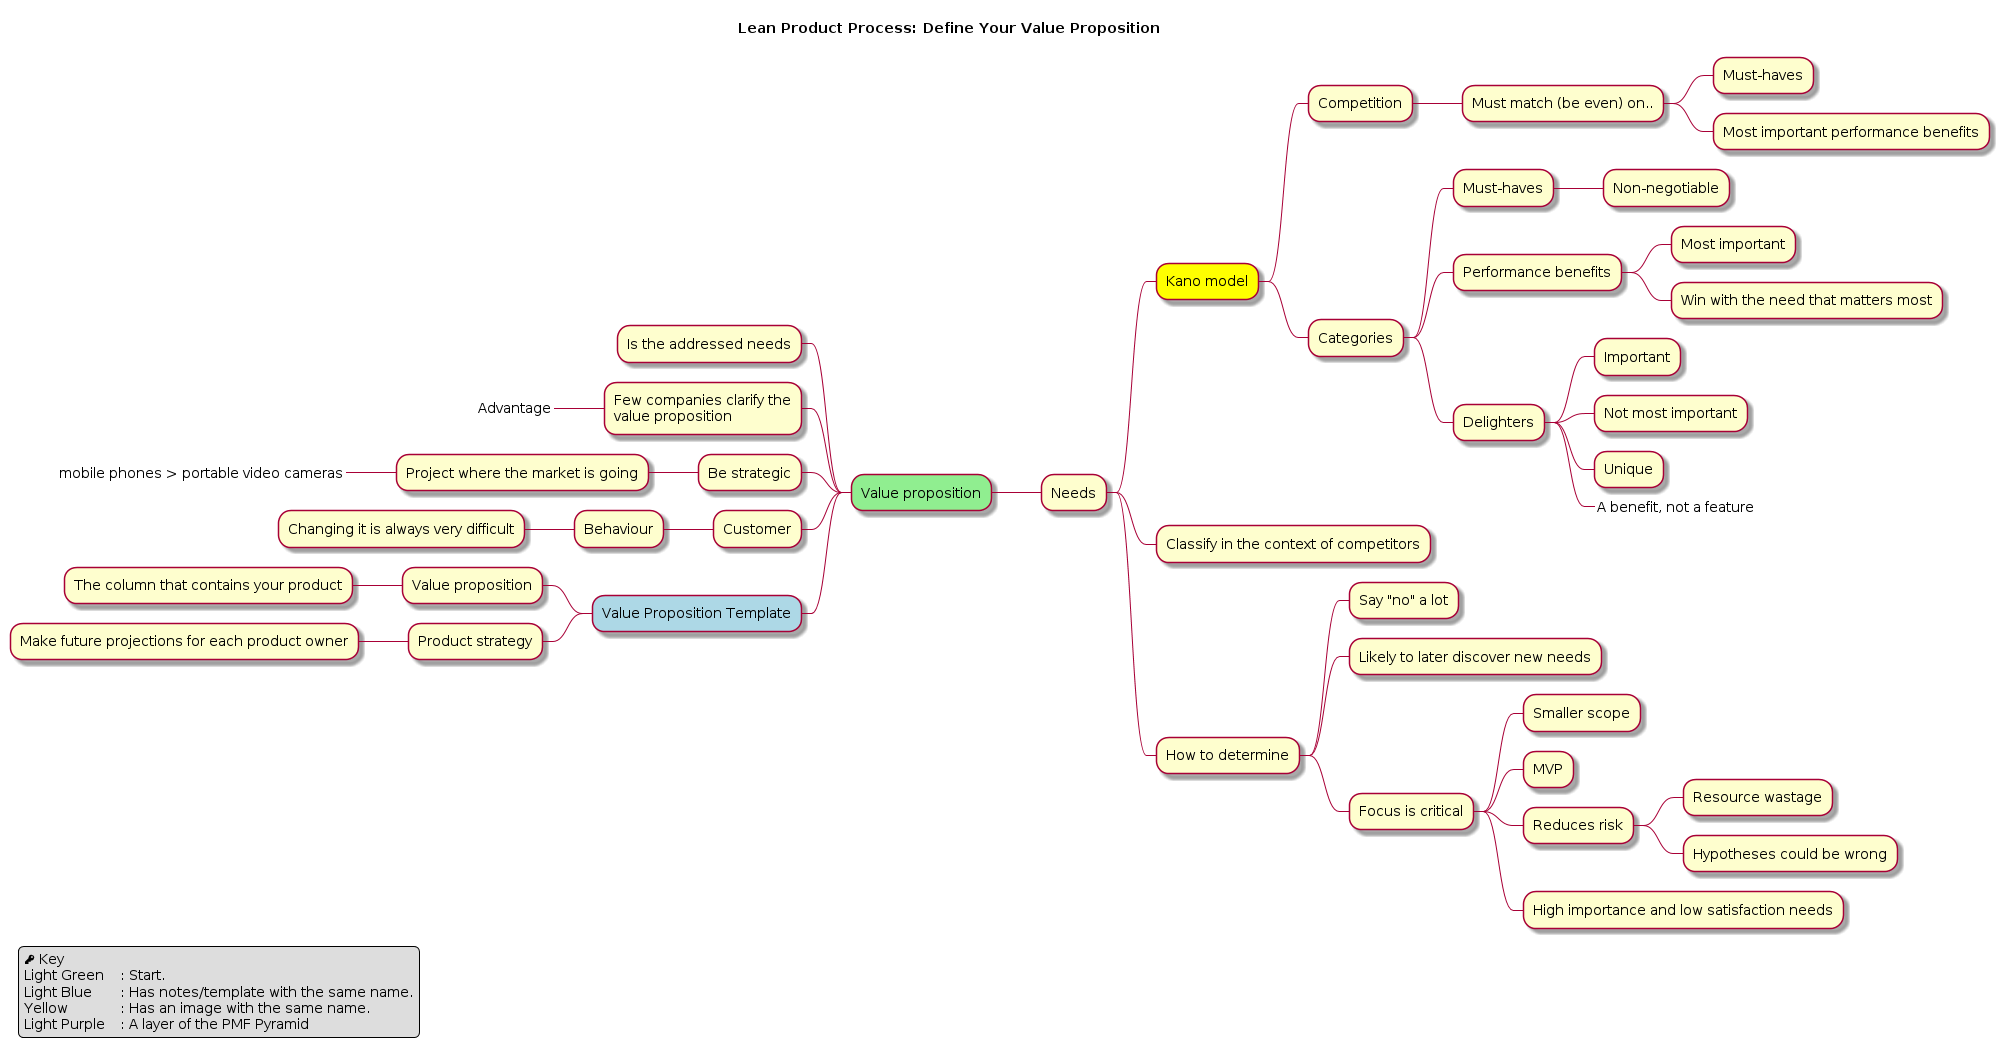 Lean Product Process: Define Your Value Proposition
Value proposition
Needs
Kano model
Competition
Must match (be even) on..
Must-haves
Most important performance benefits
Categories
Must-haves
Non-negotiable
Performance benefits
Most important
Win with the need that matters most
Delighters
Important
Not most important
Unique
A benefit, not a feature
Classify in the context of competitors
How to determine
Say "no" a lot
Likely to later discover new needs
Focus is critical
Smaller scope
MVP
Reduces risk
Resource wastage
Hypotheses could be wrong
High importance and low satisfaction needs
Is the addressed needs
Few companies clarify the
value proposition
Advantage
Be strategic
Project where the market is going
mobile phones > portable video cameras
Customer
Behaviour
Changing it is always very difficult
Value Proposition Template
Value proposition
The column that contains your product
Product strategy
Make future projections for each product owner
Key
Light Green : Start.
Light Blue : Has notes/template with the same name.
Yellow : Has an image with the same name.
Light Purple : A layer of the PMF Pyramid